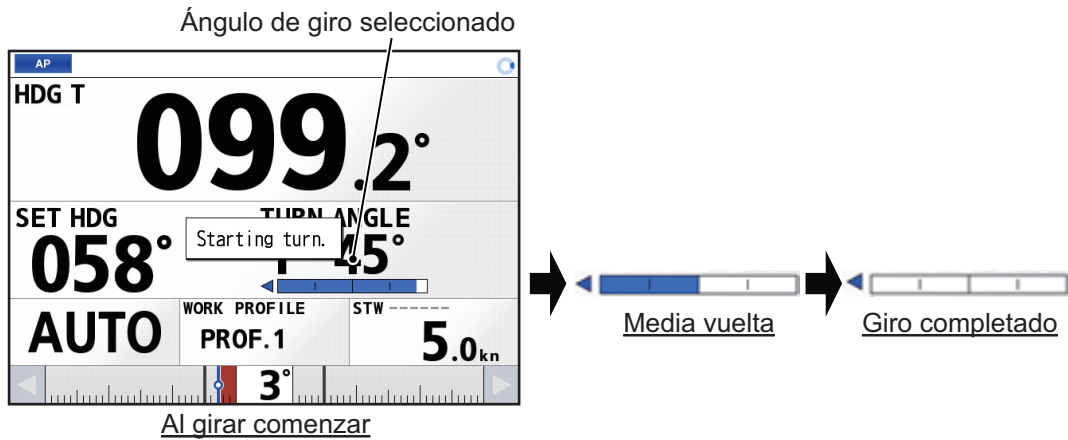 Ángulo de giro seleccionado
AP
HDG T
099.2°
SET HDG
TURN ANGLE
058°
45°
Starting turn.
AUTO
WORK PROFILE
PROF.1
STW ------
5.0kn
3°
Al girar comenzar
Media vuelta
Giro completado